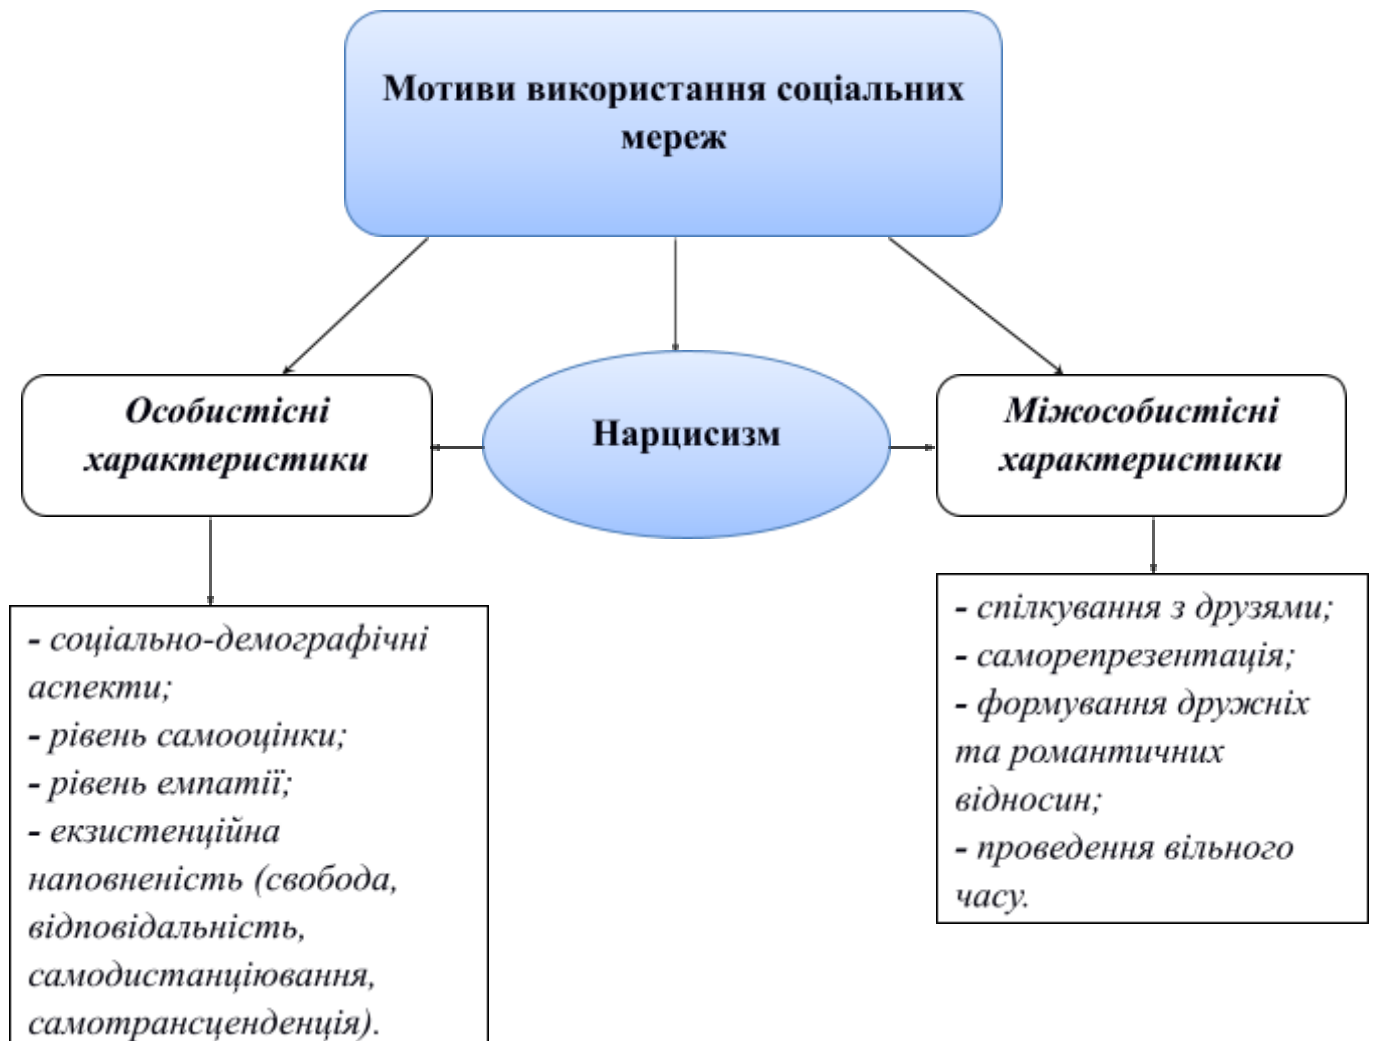 Мотиви використання соціальних
мереж
Особистісні
характеристики
Нарцисизм
Міжособистісні
характеристики
- соціально-демографічні
аспекти;
- рівень самооцінки;
- рівень емпатії;
- екзистенційна
наповненість (свобода,
відповідальність,
самодистанціювання,
самотрансценденція).
- спілкування з друзями;
- саморепрезентація;
- формування дружніх
та романтичних
відносин;
- проведення вільного
часу.